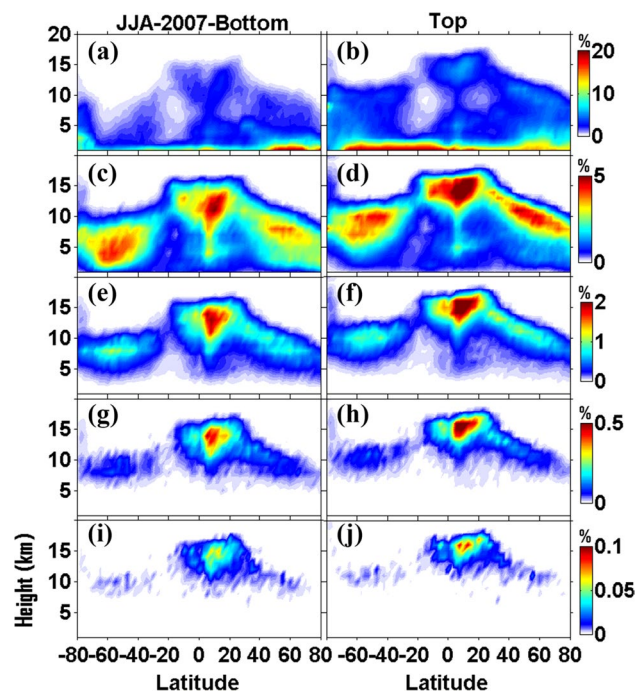 JJA-2007-Bottom Top
20 (a) (b) % 20
15
10 10
5
0
15 (c) (d) % 5
10
5
0
15 (e) (f) % 2
10 1
5
0
15 (g) (h) % 0.5
10
5
0
15 (i) (j) % 0.1
10 0.05
5
0
Height (km)
-80 -60 -40 -20 0 20 40 60 80 -80 -60 -40 -20 0 20 40 60 80
Latitude Latitude